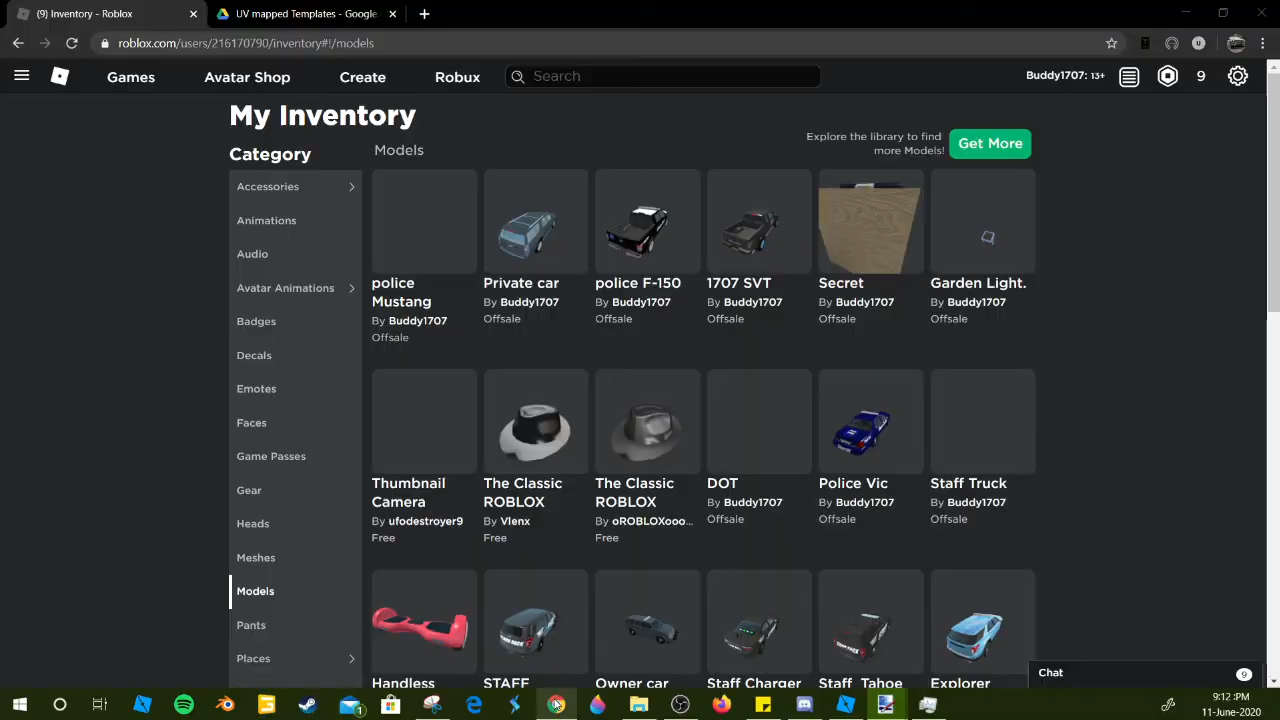 (9) Inventory - Roblox
UV mapped Templates - Google
roblox.com/users/216170790/inventory#!/models
Games
Avatar Shop
Create
Robux
Search
Buddy1707: 13+
9
My Inventory
Category
Models
Explore the library to find
more Models!
Get More
Accessories
Animations
Audio
Avatar Animations
Badges
Decals
Emotes
Faces
Game Passes
Gear
Heads
Meshes
Models
Pants
Places
police
Mustang
By Buddy1707
Offsale
Private car
By Buddy1707
Offsale
police F-150
By Buddy1707
Offsale
1707 SVT
By Buddy1707
Offsale
Secret
By Buddy1707
Offsale
Garden Light.
By Buddy1707
Offsale
Thumbnail
Camera
By ufodestroyer9
Free
The Classic
ROBLOX
By Vlenx
Free
The Classic
ROBLOX
By oROBLOXooo...
Free
DOT
By Buddy1707
Offsale
Police Vic
By Buddy1707
Offsale
Staff Truck
By Buddy1707
Offsale
Handless
STAFF
Owner car
Staff Charger
Staff Tahoe
Explorer
Chat
9
9:12 PM
11-June-2020